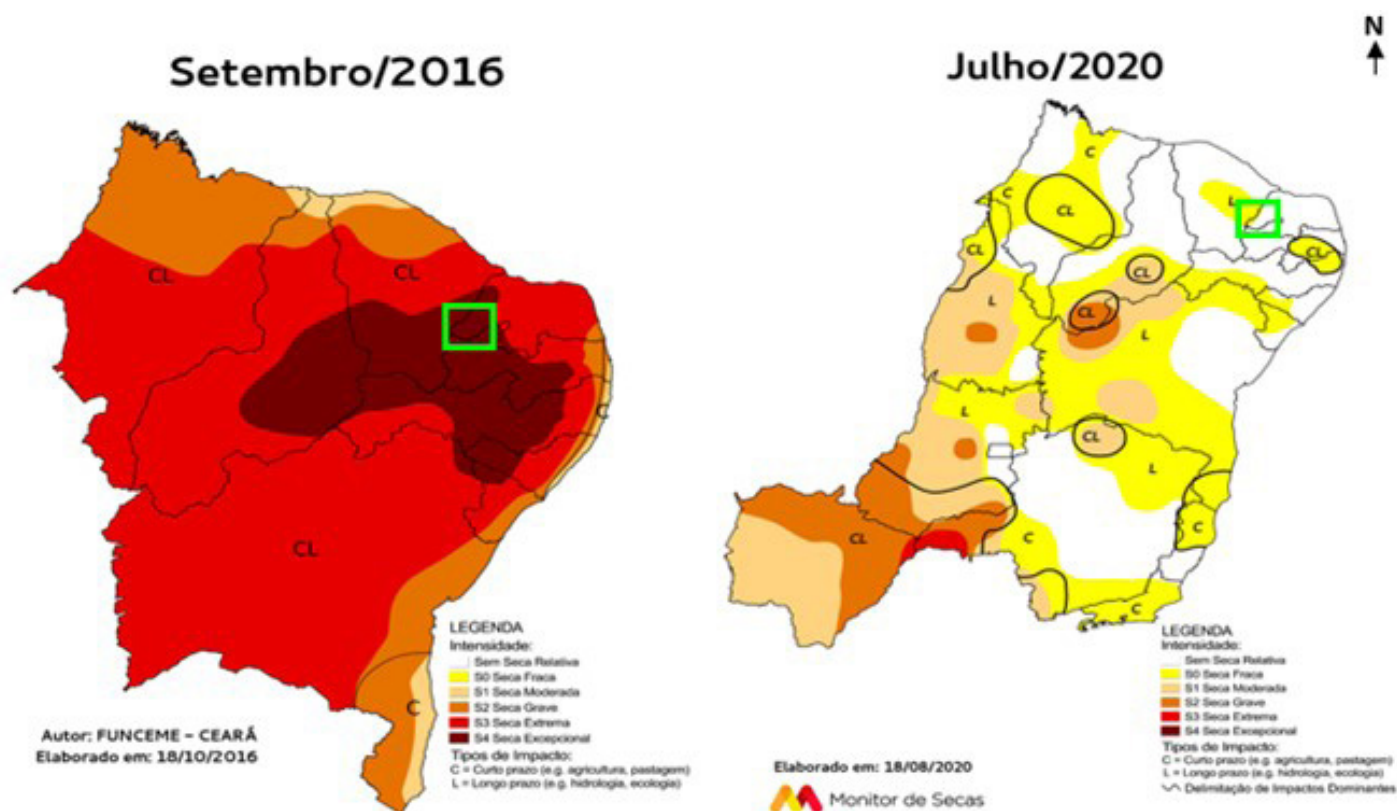 N
Setembro/2016
Julho/2020
CL
CL
C
CL
C
LEGENDA
Intensidade:
Sem Seca Relativa
S0 Seca Fraca
S1 Seca Moderada
S2 Seca Grave
S3 Seca Extrema
S4 Seca Excepcional
Tipos de Impacto:
C = Curto prazo (e.g. agricultura, pastagem)
L = Longo prazo (e.g. hidrologia, ecologia)
Autor: FUNCEME - CEARÁ
Elaborado em: 18/10/2016
C
C
CL
L
CL
CL
CL
L
CL
L
L
CL
L
CL
C
C
C
LEGENDA
Intensidade:
Sem Seca Relativa
S0 Seca Fraca
S1 Seca Moderada
S2 Seca Grave
S3 Seca Extrema
S4 Seca Excepcional
Tipos de Impacto:
C = Curto prazo (e.g. agricultura, pastagem)
L = Longo prazo (e.g. hidrologia, ecologia)
Delimitação de Impactos Dominantes
Elaborado em: 18/08/2020
Monitor de Secas